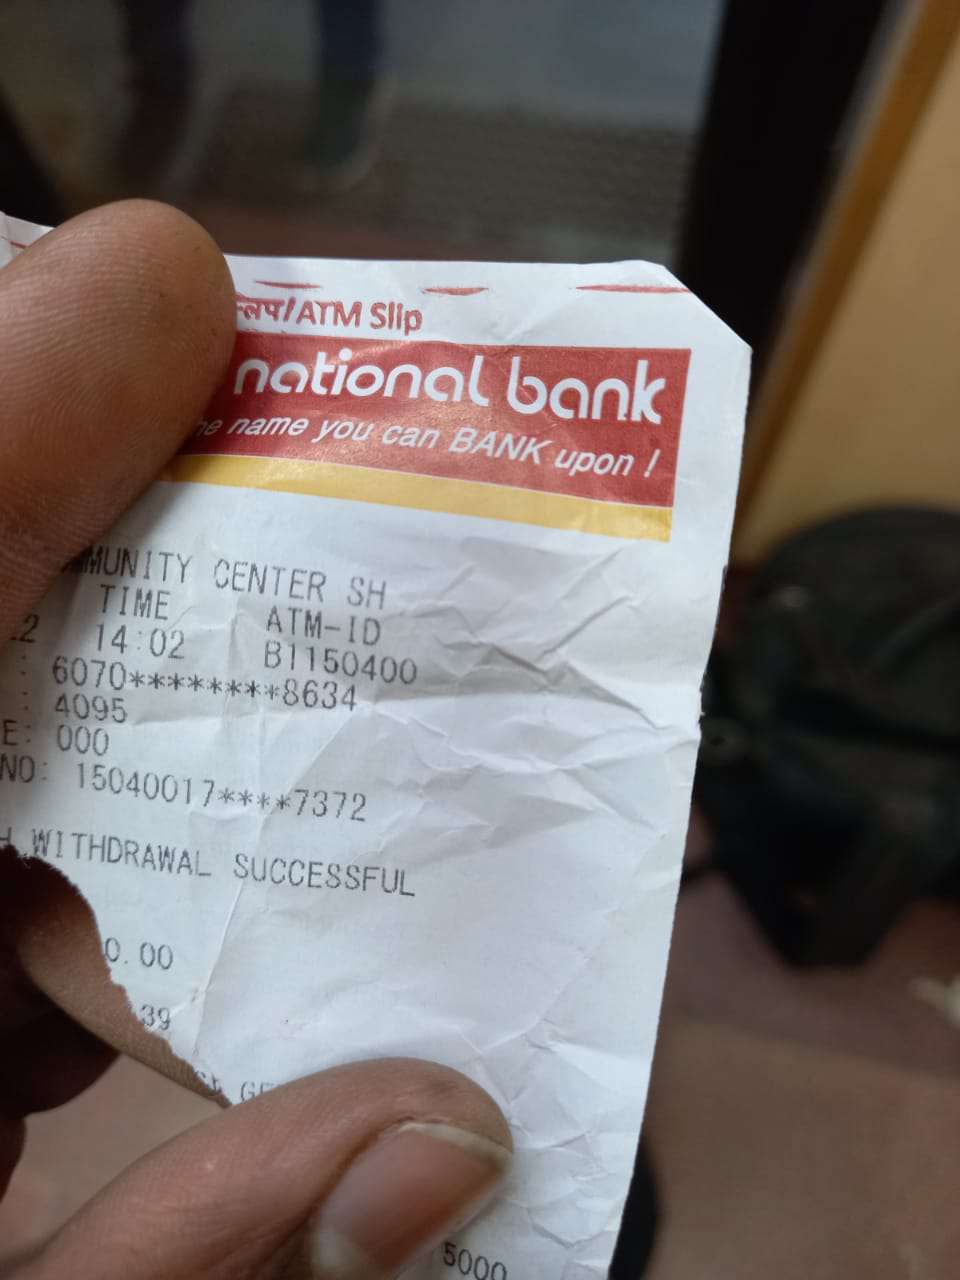 /ATM Slip
national bank
name you can BANK upon !
CENTER SH
TIME ATM-ID
14:02 B1150400
: 6070********8634
: 4095
E: 000
NO: 15040017****7372
WITHDRAWAL SUCCESSFUL
0.00
39
5000